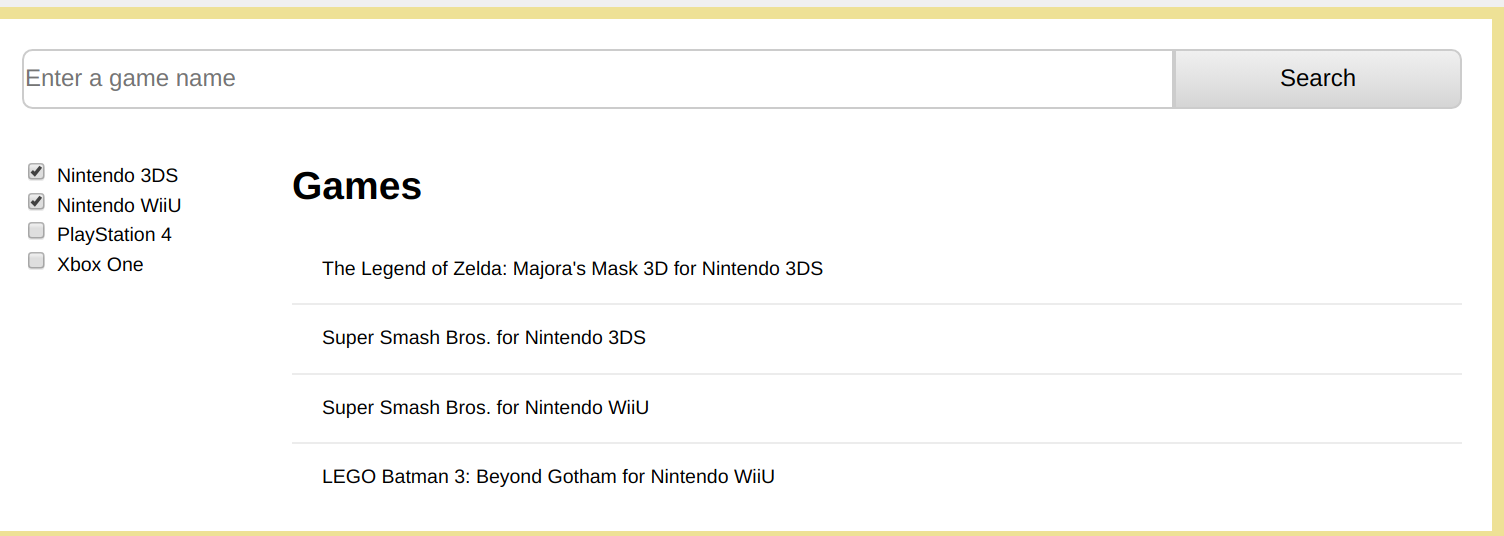 Enter a game name
Search
Nintendo 3DS
Nintendo WiiU
PlayStation 4
Xbox One
Games
The Legend of Zelda: Majora's Mask 3D for Nintendo 3DS
Super Smash Bros. for Nintendo 3DS
Super Smash Bros. for Nintendo WiiU
LEGO Batman 3: Beyond Gotham for Nintendo WiiU